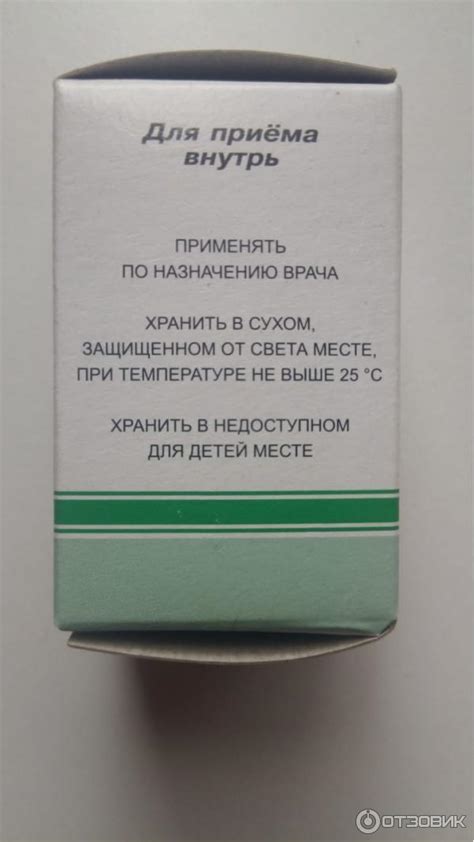 Для приёма
внутрь
ПРИМЕНЯТЬ
ПО НАЗНАЧЕНИЮ ВРАЧА
ХРАНИТЬ В СУХОМ,
ЗАЩИЩЕННОМ ОТ СВЕТА МЕСТЕ,
ПРИ ТЕМПЕРАТУРЕ НЕ ВЫШЕ 25 °С
ХРАНИТЬ В НЕДОСТУПНОМ
ДЛЯ ДЕТЕЙ МЕСТЕ
ОТЗОВИК